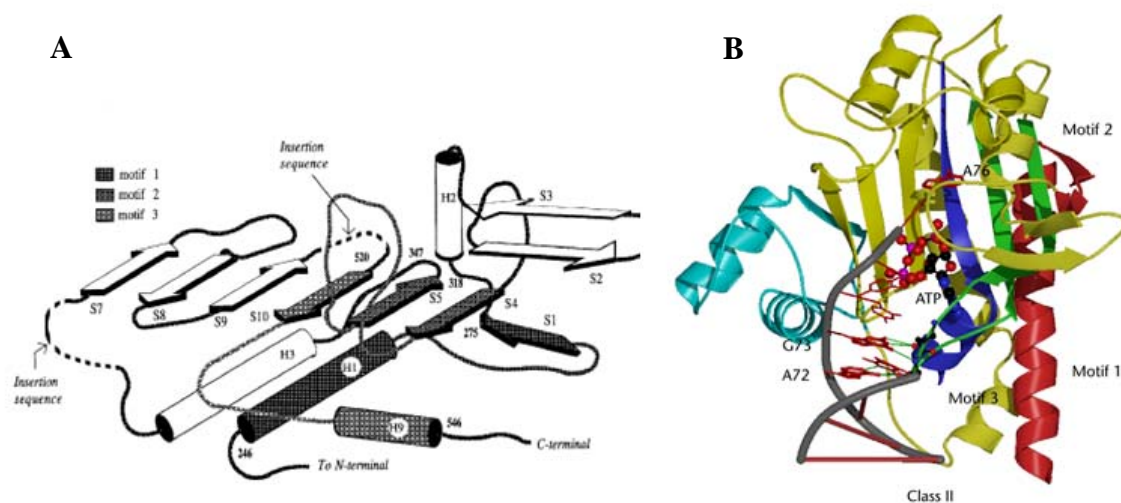 A
Insertion
sequence
motif 1
motif 2
motif 3
H2
S3
S2
520
347
318
S7
S8
S9
S10
S5
S4
275
S1
H3
H1
H9
Insertion
sequence
546
246
C-terminal
To N-terminal
B
Motif 2
A76
ATP
G73
A72
Motif 1
Motif 3
Class II